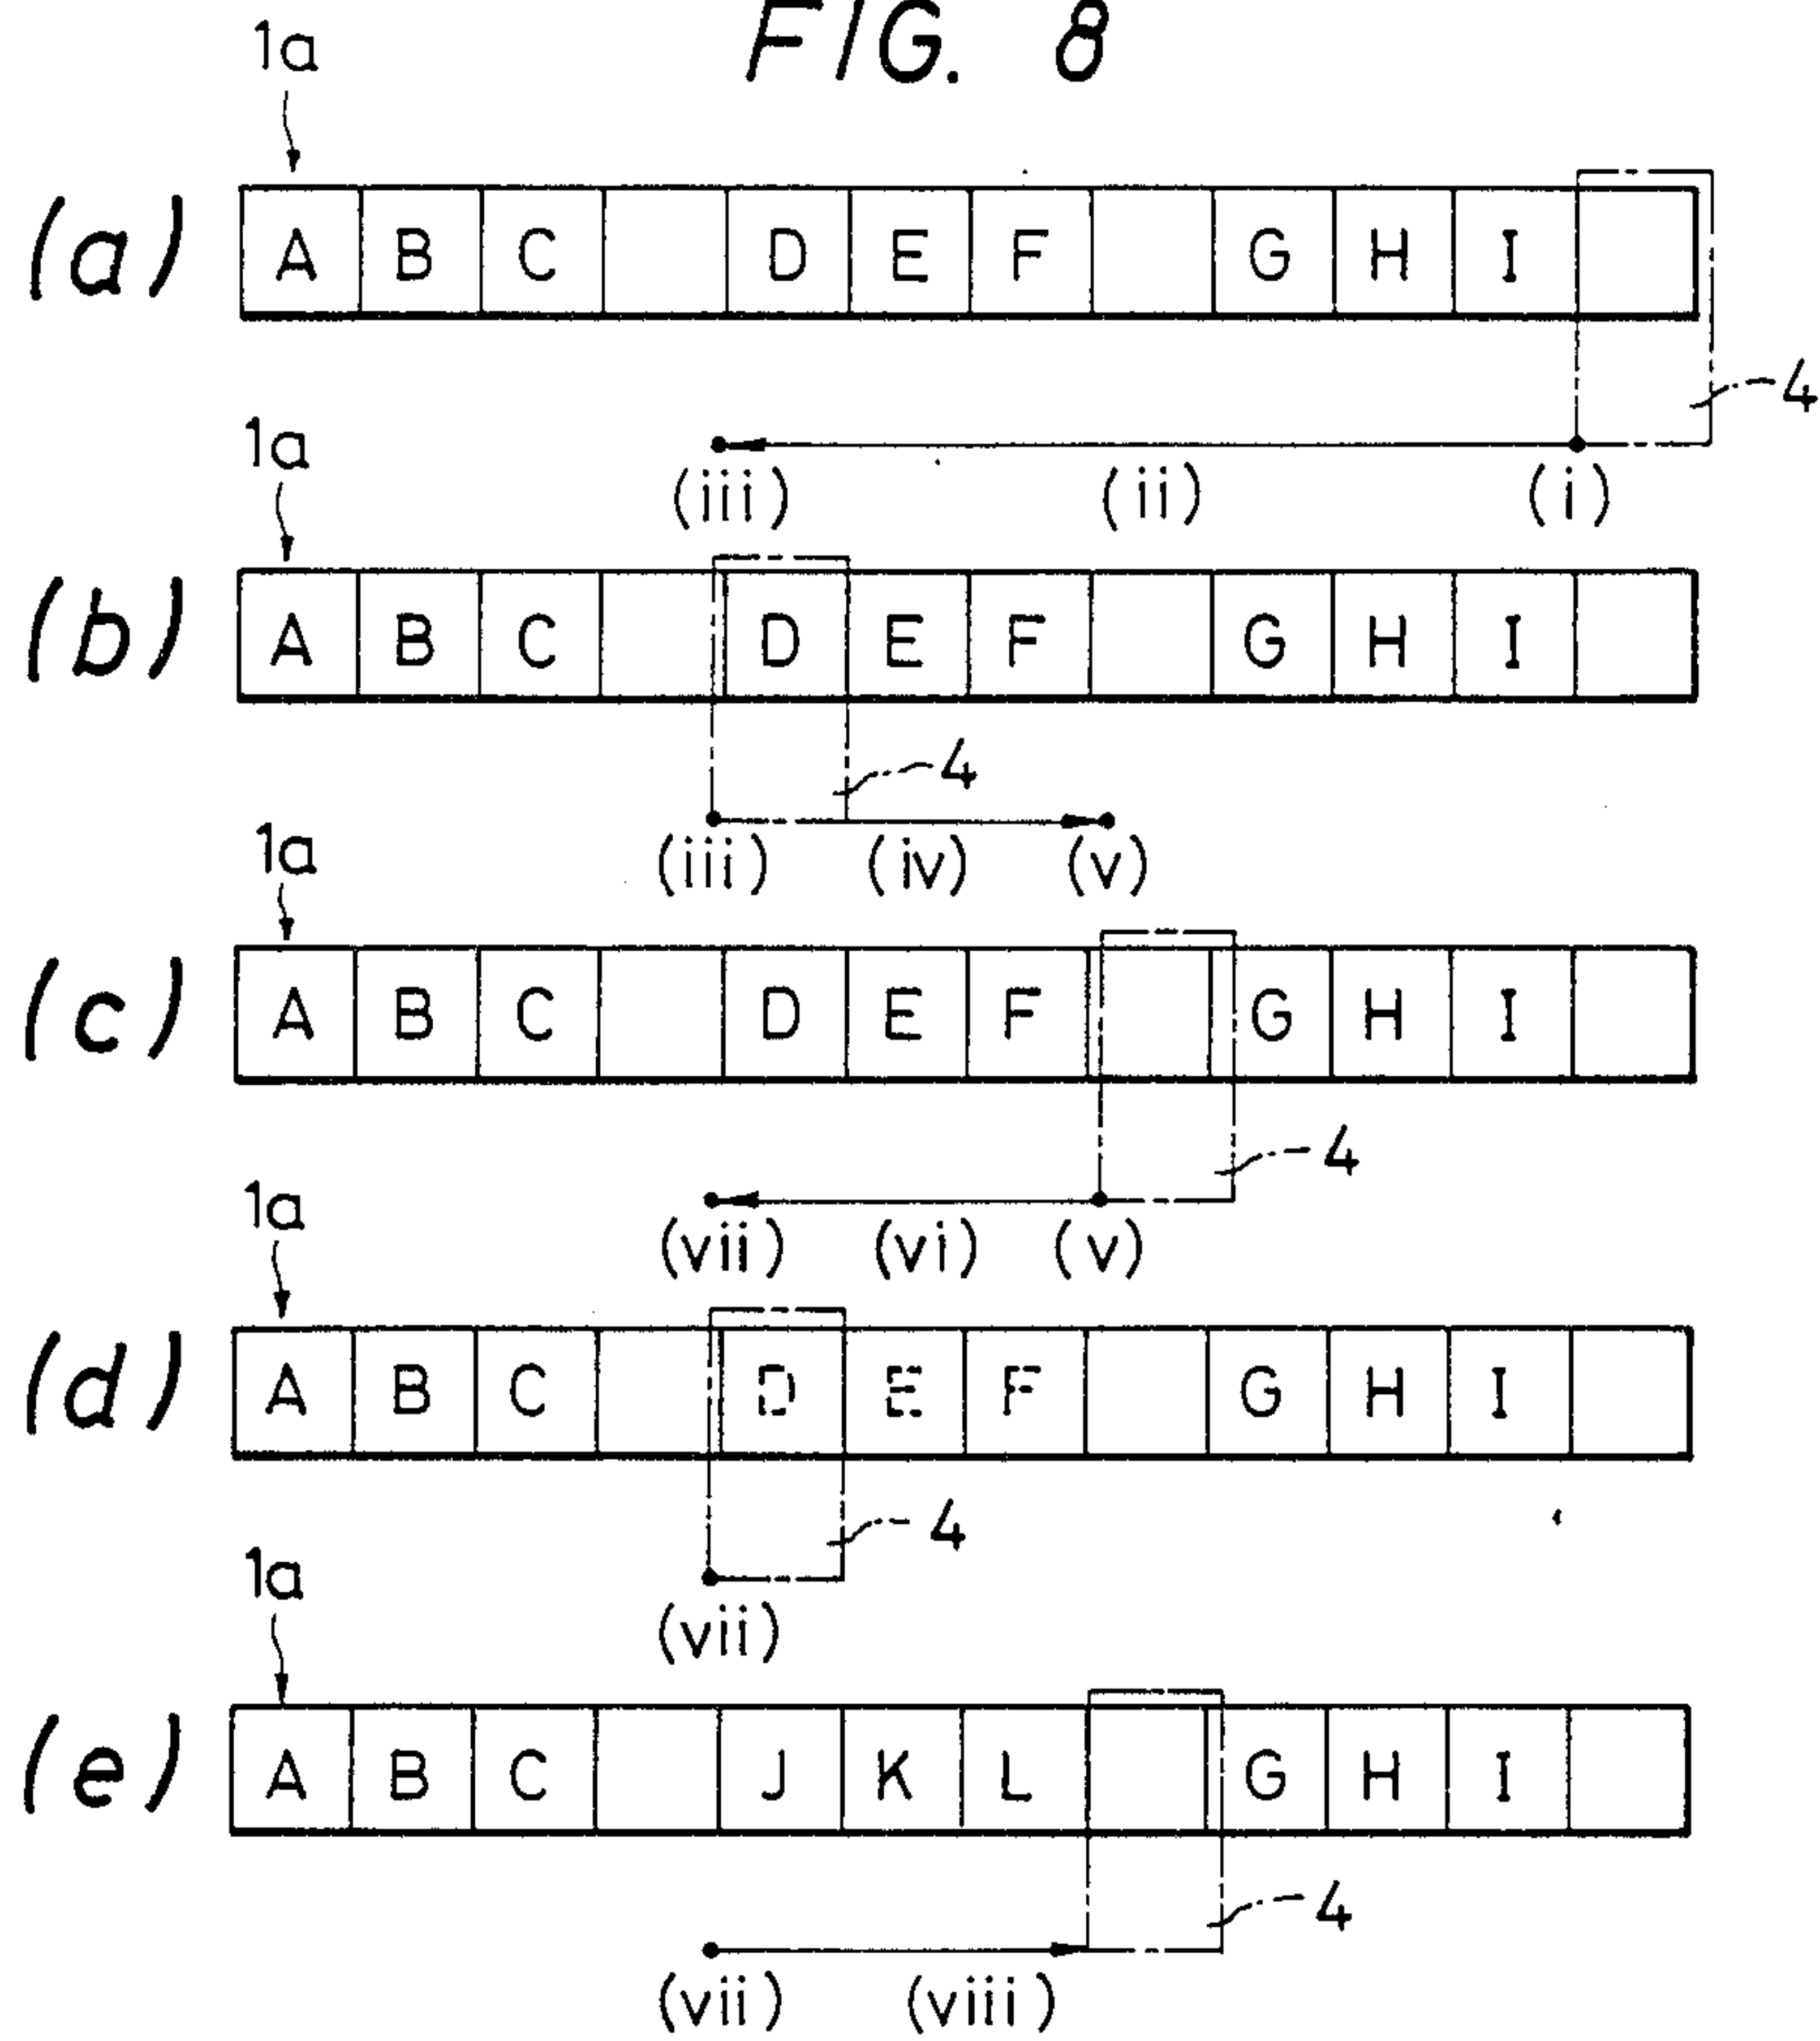 FIG. 8
1a
(a) A B C D E F G H I
4
(iii) (ii) (i)
1a
(b) A B C D E F G H I
4
(iii) (iv) (v)
1a
(c) A B C D E F G H I
4
(vii) (vi) (v)
1a
(d) A B C D E F G H I
4
(vii)
1a
(e) A B C J K L G H I
4
(vii) (viii)